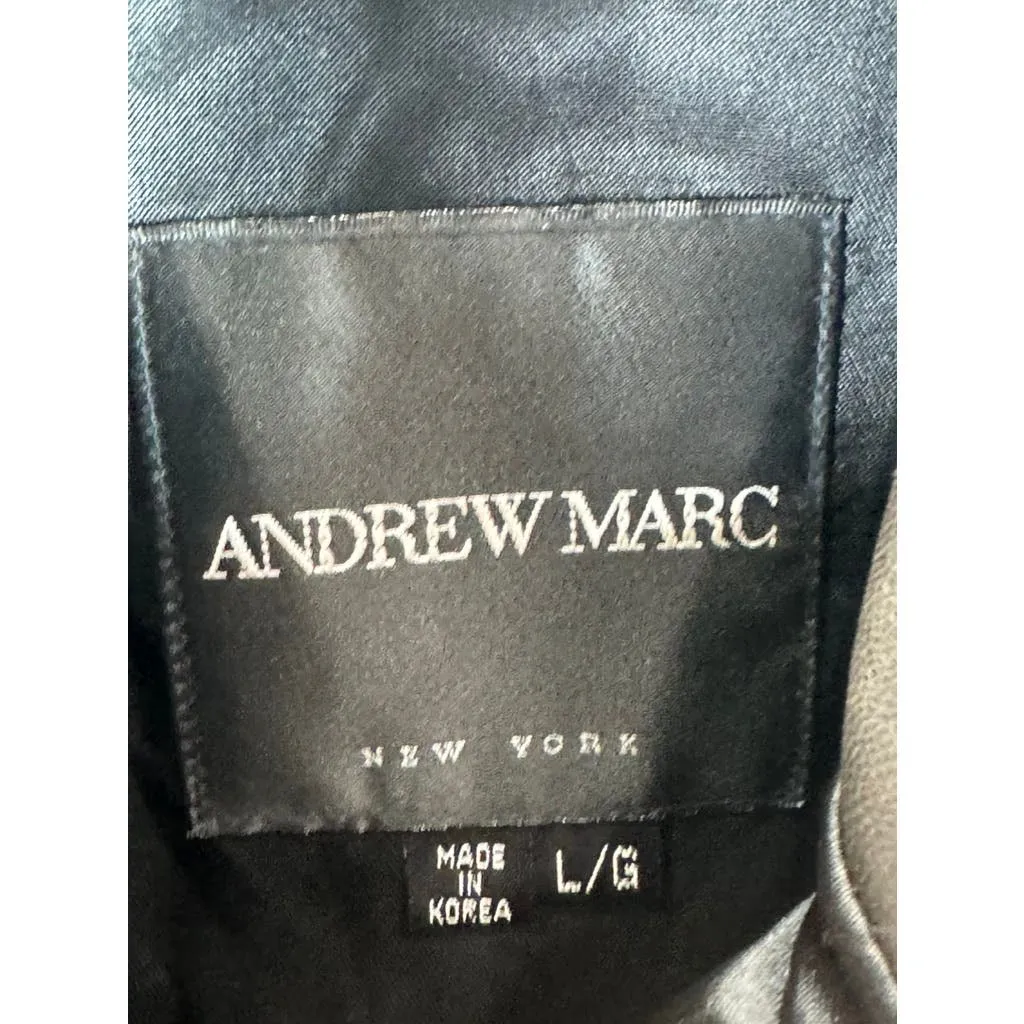 ANDREW MARC
NEW YORK
MADE
IN
KOREA
L/G